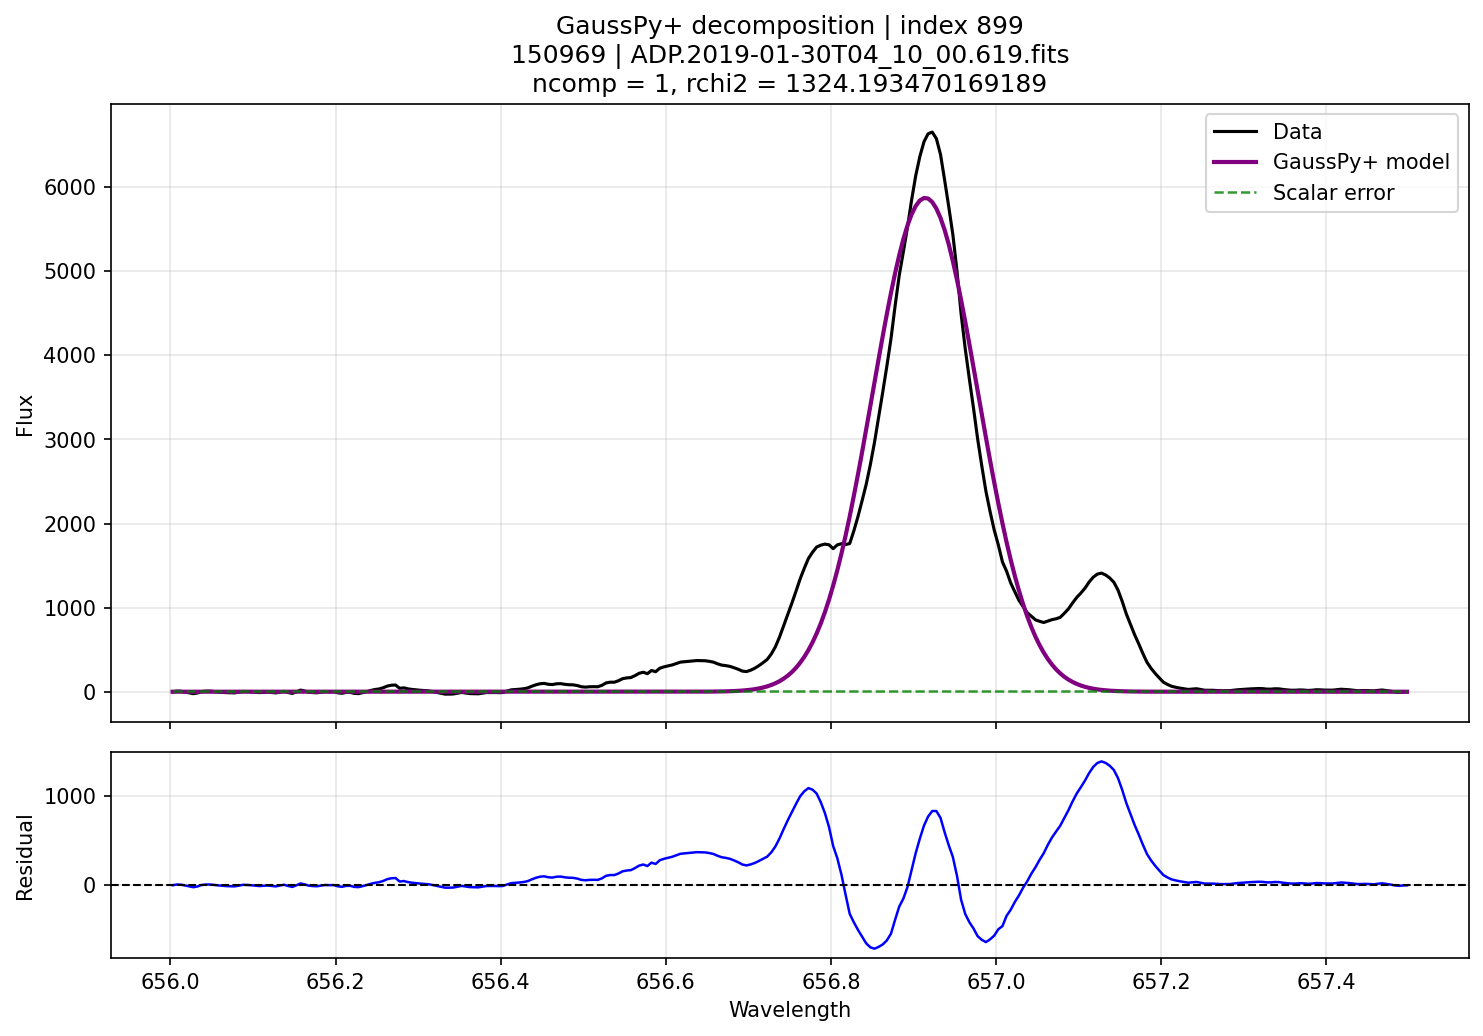 GaussPy+ decomposition | index 899
150969 | ADP.2019-01-30T04_10_00.619.fits
ncomp = 1, rchi2 = 1324.193470169189
Data
GaussPy+ model
Scalar error
Flux
6000
5000
4000
3000
2000
1000
0
Residual
1000
0
656.0 656.2 656.4 656.6 656.8 657.0 657.2 657.4
Wavelength